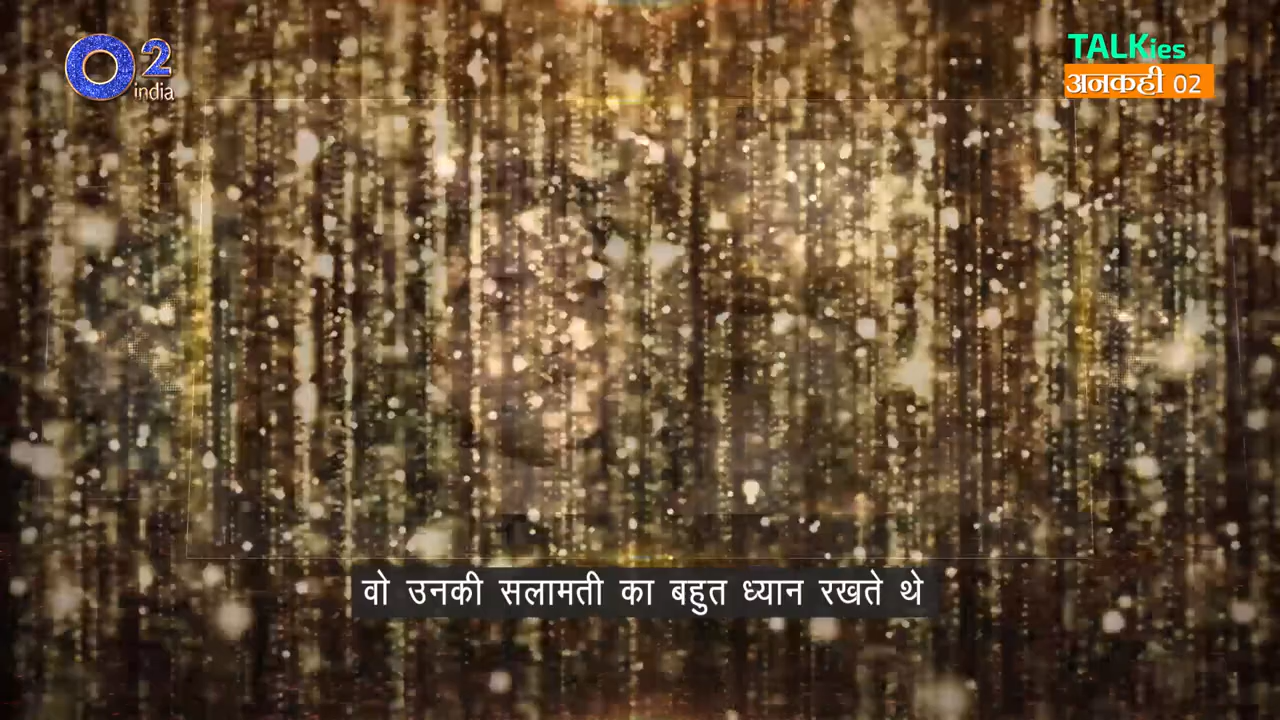 O2
india
TALKies
अनकही 02
वो उनकी सलामती का बहुत ध्यान रखते थे